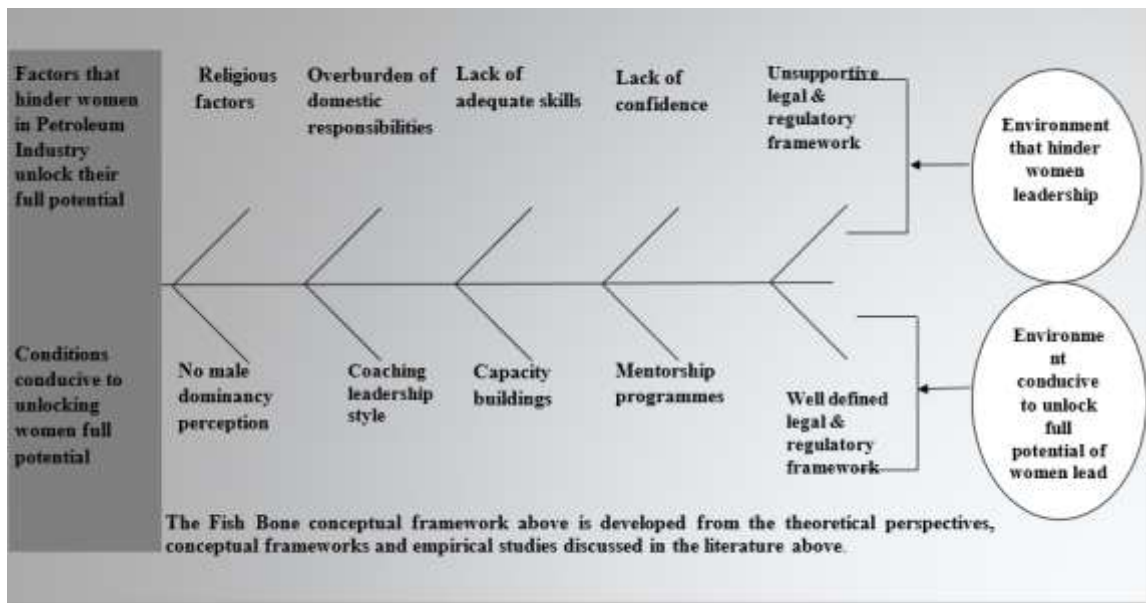 Factors that
hinder women
in Petroleum
Industry
unlock their
full potential
Religious
factors
Overburden of
domestic
responsibilities
Lack of
adequate skills
Lack of
confidence
Unsupportive
legal &
regulatory
framework
Environment
that hinder
women
leadership
Conditions
conducive to
unlocking
women full
potential
No male
dominancy
perception
Coaching
leadership
style
Capacity
buildings
Mentorship
programmes
Well defined
legal &
regulatory
framework
Environme
nt
conducive
to unlock
full
potential of
women lead
The Fish Bone conceptual framework above is developed from the theoretical perspectives,
conceptual frameworks and empirical studies discussed in the literature above.